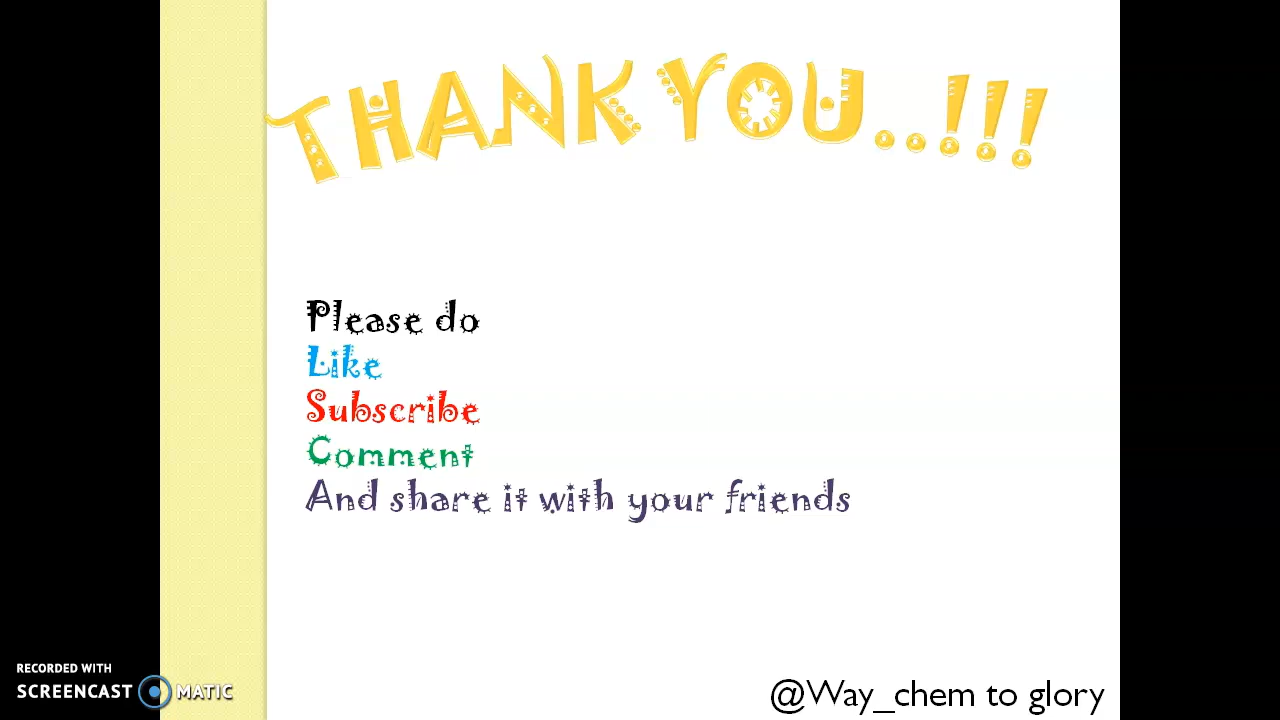 THANK YOU..!!!
Please do
Like
Subscribe
Comment
And share it with your friends
RECORDED WITH
SCREENCAST MATIC
@Way_chem to glory